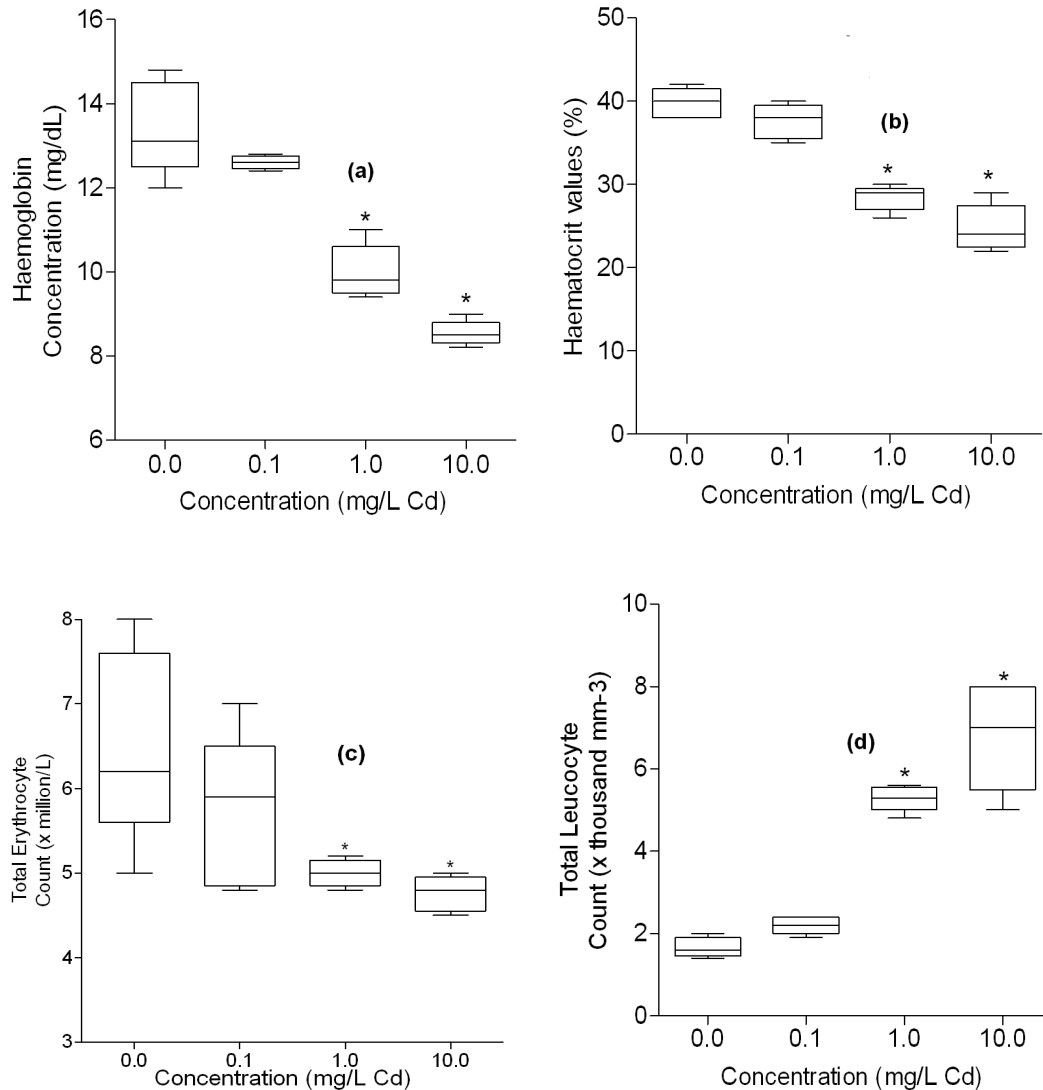 16
14
12
10
8
6
Haemoglobin
Concentration (mg/dL)
(a)
*
*
0.0 0.1 1.0 10.0
Concentration (mg/L Cd)
50
40
30
20
10
0
Haematocrit values (%)
(b)
*
*
0.0 0.1 1.0 10.0
Concentration (mg/L Cd)
8
7
6
5
4
3
Total Erythrocyte
Count (x million/L)
(c)
*
*
0.0 0.1 1.0 10.0
Concentration (mg/L Cd)
10
8
6
4
2
0
Total Leucocyte
Count (x thousand mm-3)
(d)
*
*
0.0 0.1 1.0 10.0
Concentration (mg/L Cd)